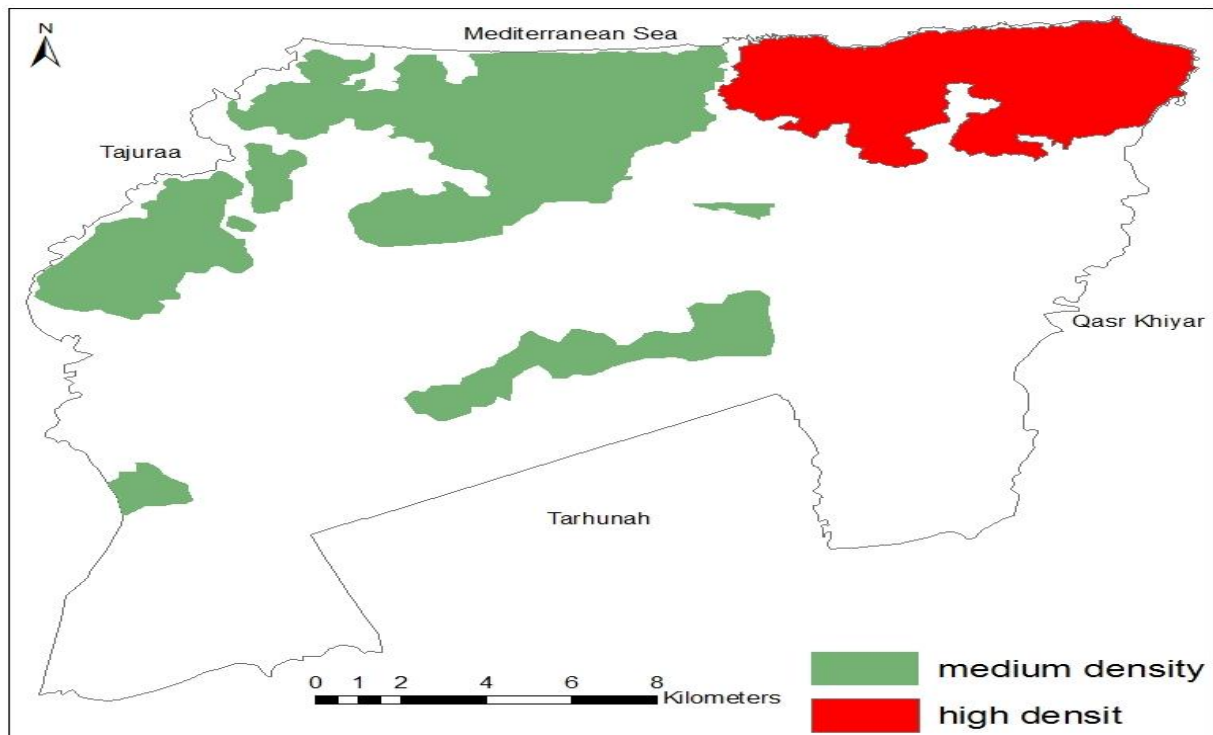 N
Mediterranean Sea
Tajuraa
Qasr Khiyar
Tarhunah
0 1 2 4 6 8
Kilometers
medium density
high densit